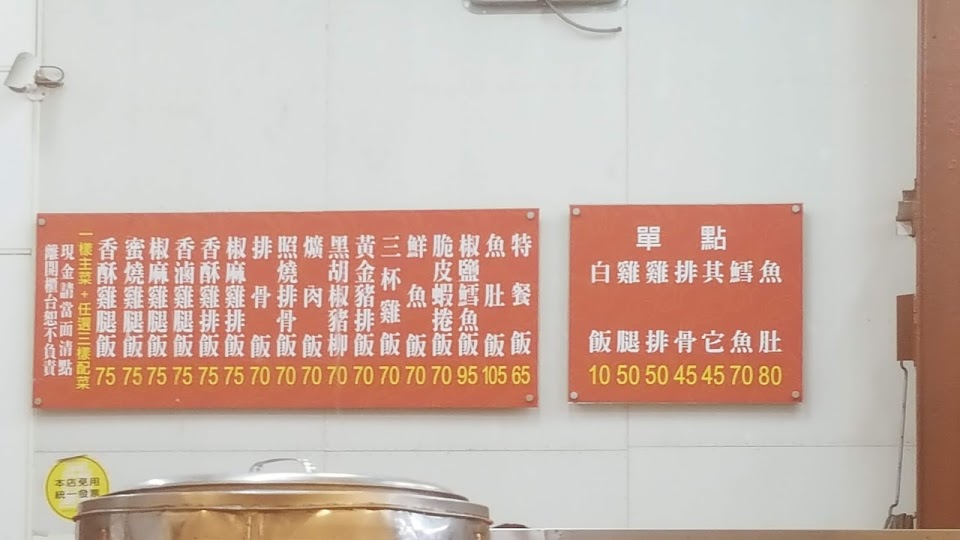 特餐飯65
魚肚飯105
椒鹽鱈魚飯95
脆皮蝦捲飯70
鮮魚飯70
三杯雞飯70
黃金豬排飯70
黑胡椒豬柳70
爌肉飯70
照燒排骨飯70
排骨飯70
椒麻雞排飯75
香酥雞排飯75
香滷雞腿飯75
椒麻雞腿飯75
蜜燒雞腿飯75
香酥雞腿飯75
一樣主菜+任選三樣配菜
現金請當面清點
離開櫃台恕不負責
單點
魚肚80
鱈魚70
其它45
排骨45
雞排50
雞腿50
白飯10
本店免用
統一發票